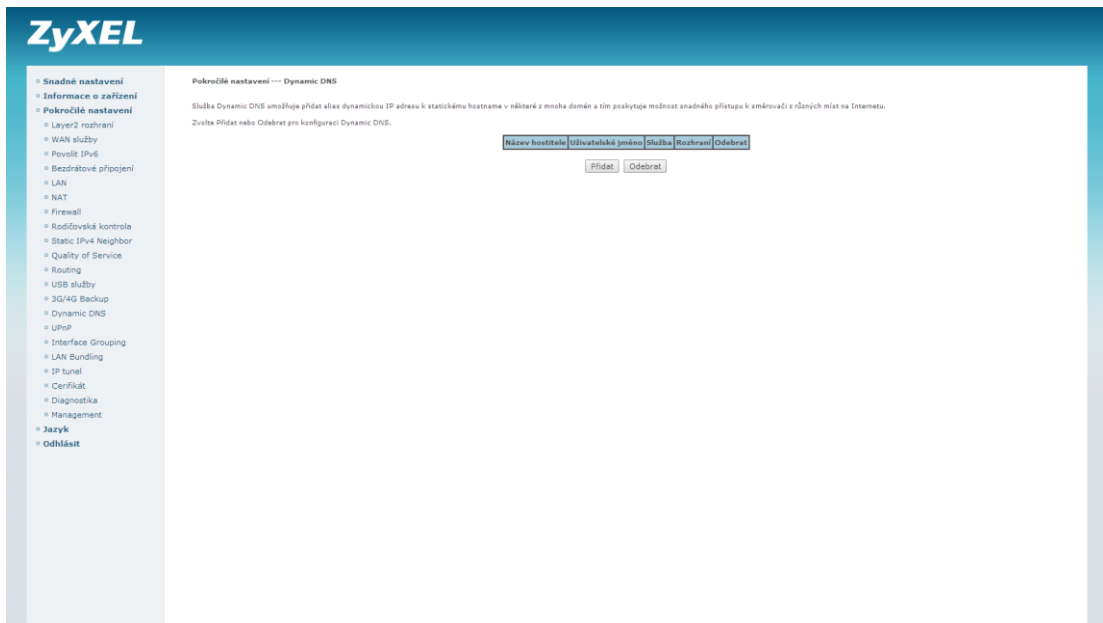 ZyXEL
Snadné nastavení
Informace o zařízení
Pokročilé nastavení
Layer2 rozhraní
WAN služby
Povolit IPv6
Bezdrátové připojení
LAN
NAT
Firewall
Rodičovská kontrola
Static IPv4 Neighbor
Quality of Service
Routing
USB služby
3G/4G Backup
Dynamic DNS
UPnP
Interface Grouping
LAN Bundling
IP tunel
Cerifikát
Diagnostika
Management
Jazyk
Odhlásit
Pokročilé nastavení --- Dynamic DNS
Služba Dynamic DNS umožňuje přidat alias dynamickou IP adresu k statickému hostname v některé z mnoha domén a tím poskytuje možnost snadného přístupu k směrovači z různých míst na Internetu.
Zvolte Přidat nebo Odebrat pro konfiguraci Dynamic DNS.
Název hostitele Uživatelské jméno Služba Rozhraní Odebrat
Přidat Odebrat